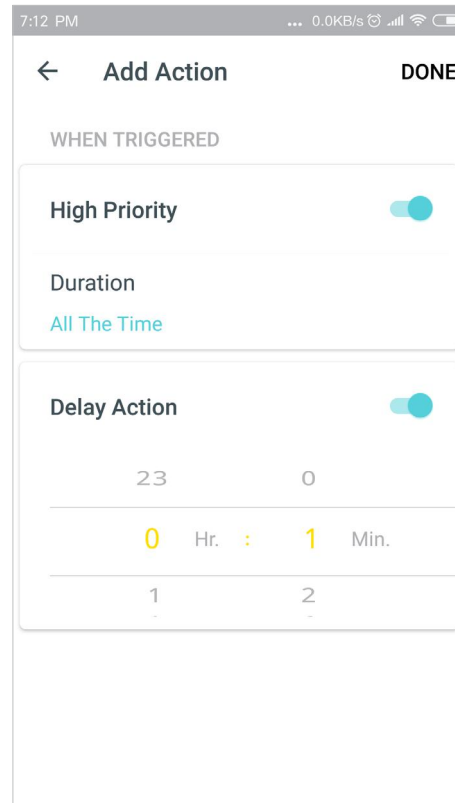 7:12 PM ... 0.0KB/s
Add Action DONE
WHEN TRIGGERED
High Priority
Duration
All The Time
Delay Action
23 0
0 Hr. : 1 Min.
1 2